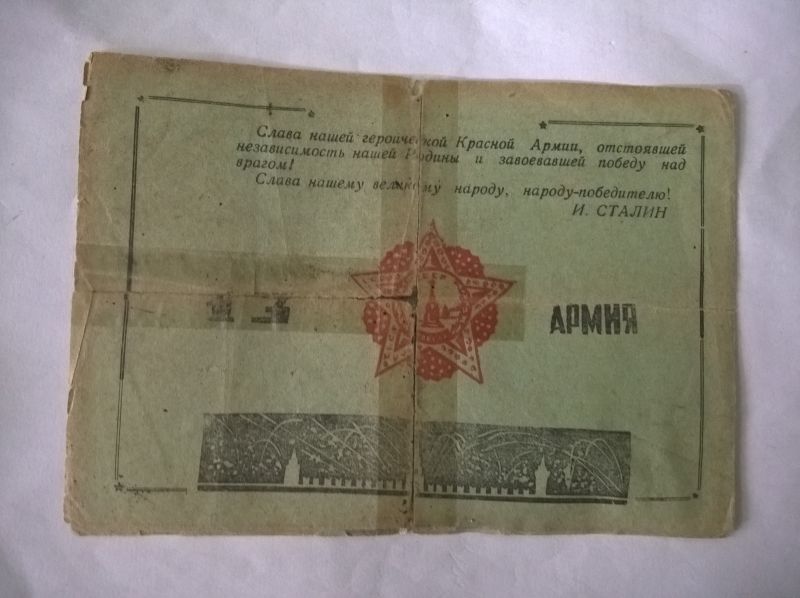 Слава нашей героической Красной Армии, отстоявшей
независимость нашей Родины и завоевавшей победу над
врагом!
Слава нашему великому народу, народу-победителю!
И. СТАЛИН
АРМИЯ